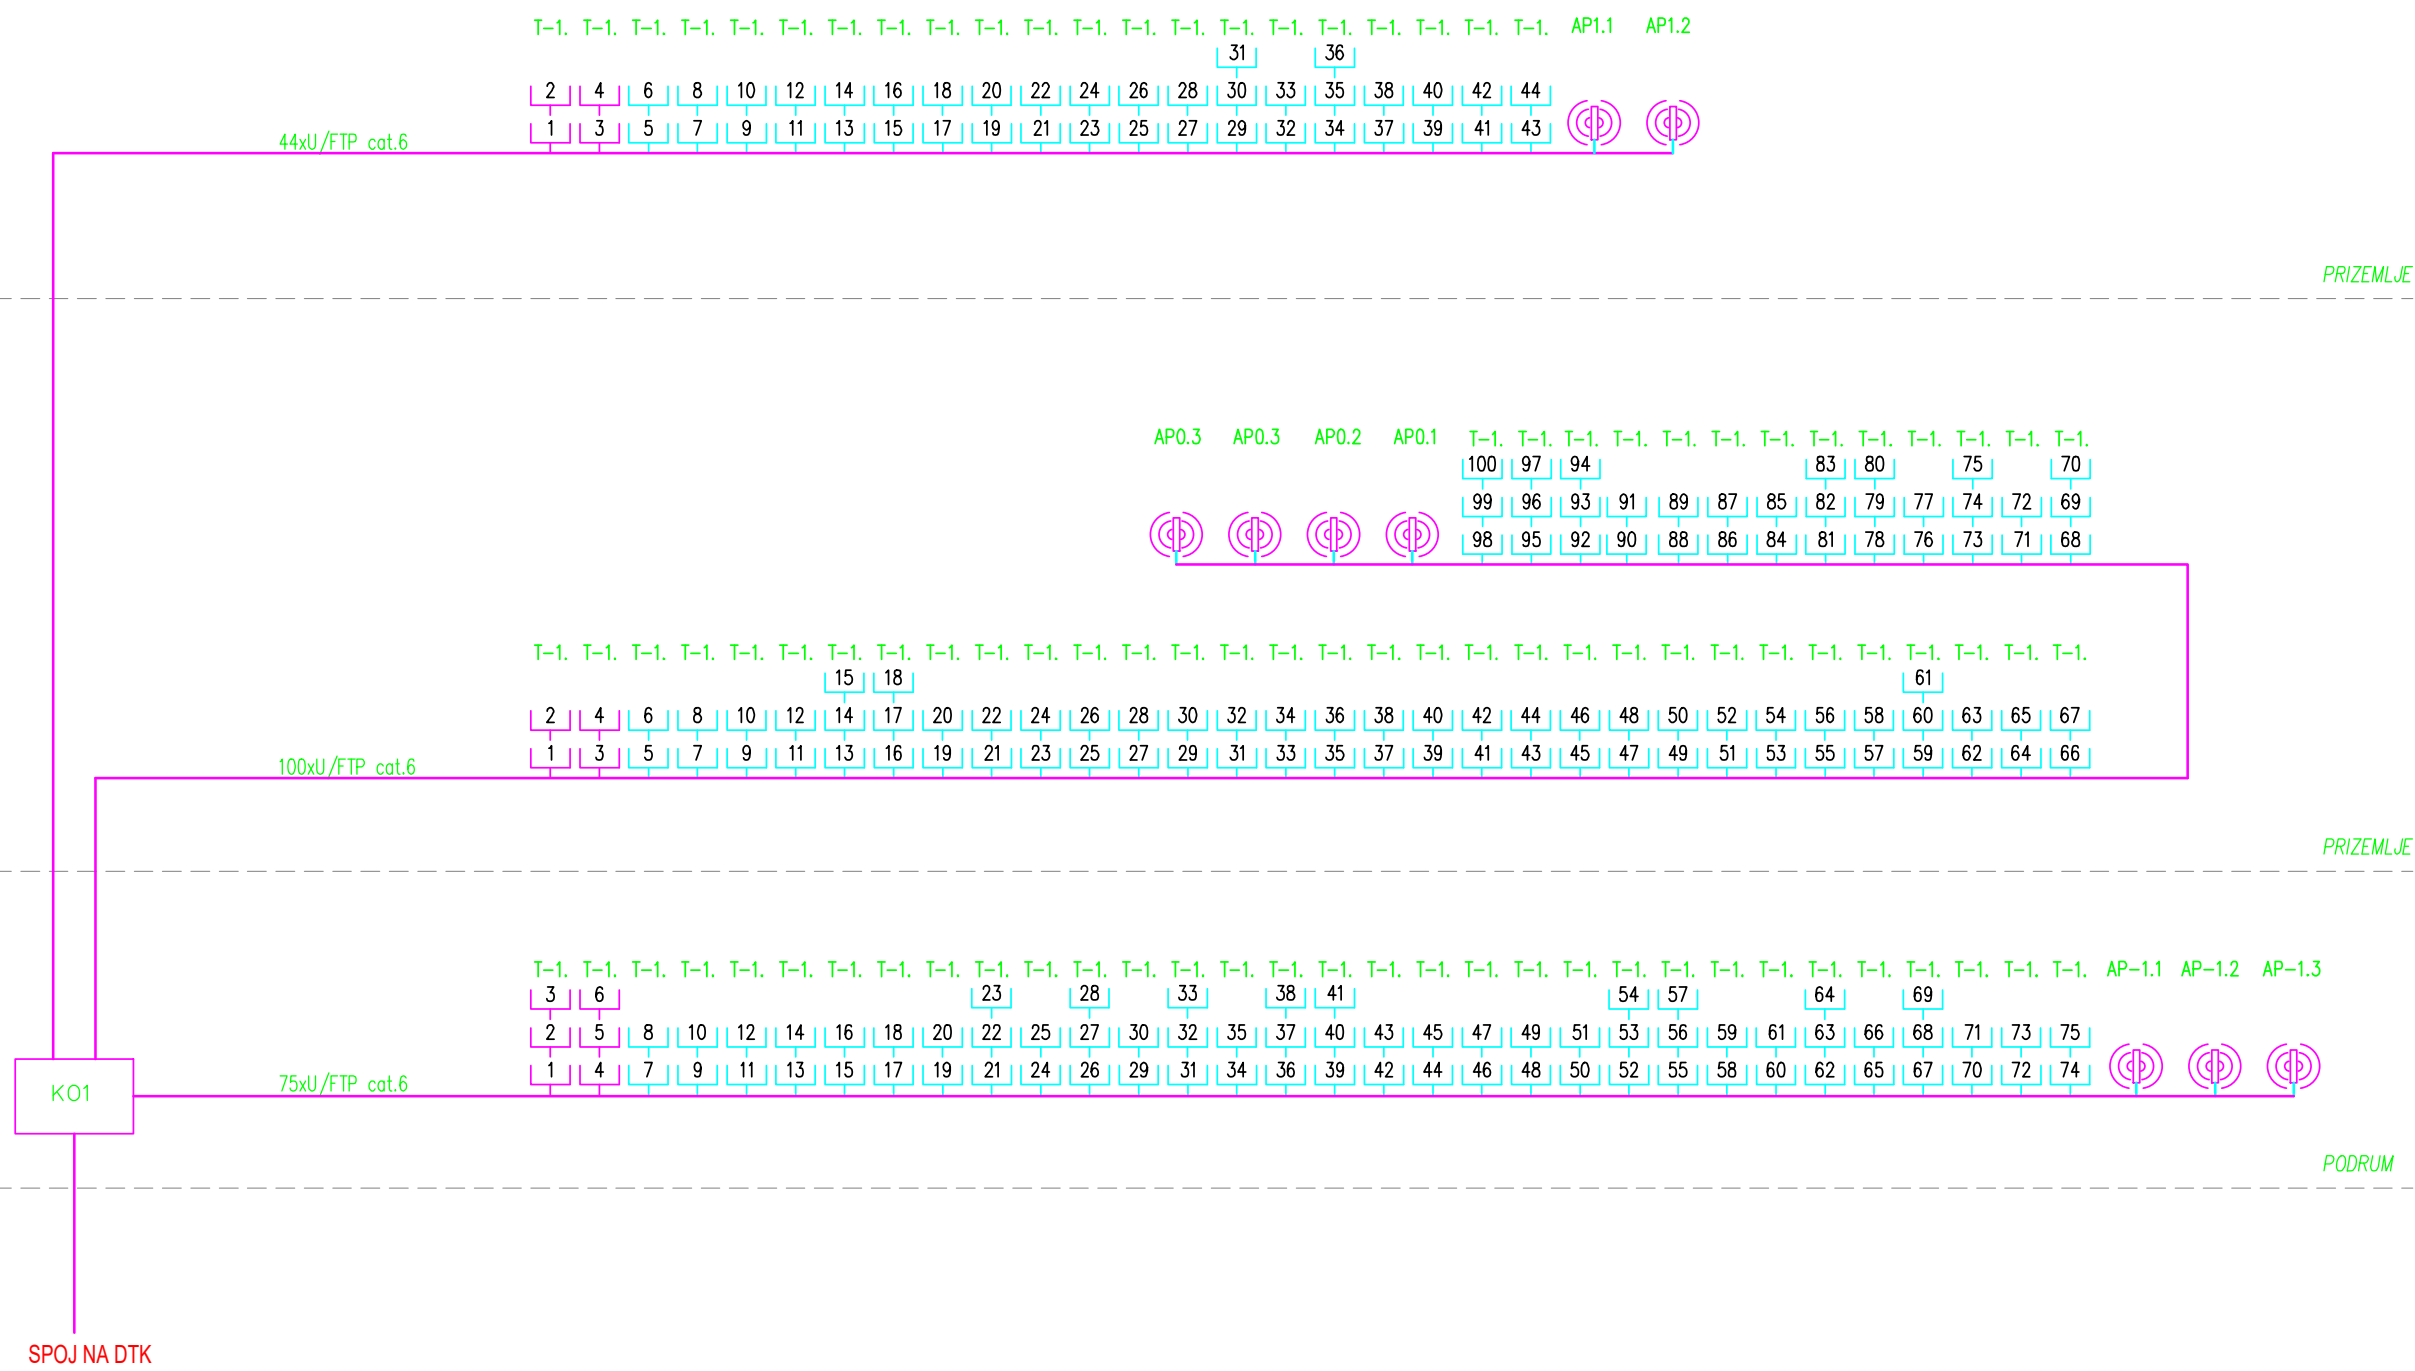 T-1. T-1. T-1. T-1. T-1. T-1. T-1. T-1. T-1. T-1. T-1. T-1. T-1. T-1. T-1. T-1. T-1. T-1. T-1. T-1. T-1. AP1.1 AP1.2
31 36
2 4 6 8 10 12 14 16 18 20 22 24 26 28 30 33 35 38 40 42 44
1 3 5 7 9 11 13 15 17 19 21 23 25 27 29 32 34 37 39 41 43
44xU/FTP cat.6
PRIZEMLJE
AP0.3 AP0.3 AP0.2 AP0.1 T-1. T-1. T-1. T-1. T-1. T-1. T-1. T-1. T-1. T-1. T-1. T-1. T-1.
100 97 94 83 80 75 70
99 96 93 91 89 87 85 82 79 77 74 72 69
98 95 92 90 88 86 84 81 78 76 73 71 68
T-1. T-1. T-1. T-1. T-1. T-1. T-1. T-1. T-1. T-1. T-1. T-1. T-1. T-1. T-1. T-1. T-1. T-1. T-1. T-1. T-1. T-1. T-1. T-1. T-1. T-1. T-1. T-1. T-1. T-1. T-1. T-1.
15 18 61
2 4 6 8 10 12 14 17 20 22 24 26 28 30 32 34 36 38 40 42 44 46 48 50 52 54 56 58 60 63 65 67
1 3 5 7 9 11 13 16 19 21 23 25 27 29 31 33 35 37 39 41 43 45 47 49 51 53 55 57 59 62 64 66
100xU/FTP cat.6
PRIZEMLJE
T-1. T-1. T-1. T-1. T-1. T-1. T-1. T-1. T-1. T-1. T-1. T-1. T-1. T-1. T-1. T-1. T-1. T-1. T-1. T-1. T-1. T-1. T-1. T-1. T-1. T-1. T-1. T-1. T-1. T-1. T-1. T-1. AP-1.1 AP-1.2 AP-1.3
3 6 23 28 33 38 41 54 57 64 69
2 5 8 10 12 14 16 18 20 22 25 27 30 32 35 37 40 43 45 47 49 51 53 56 59 61 63 66 68 71 73 75
1 4 7 9 11 13 15 17 19 21 24 26 29 31 34 36 39 42 44 46 48 50 52 55 58 60 62 65 67 70 72 74
75xU/FTP cat.6
KO1
PODRUM
SPOJ NA DTK